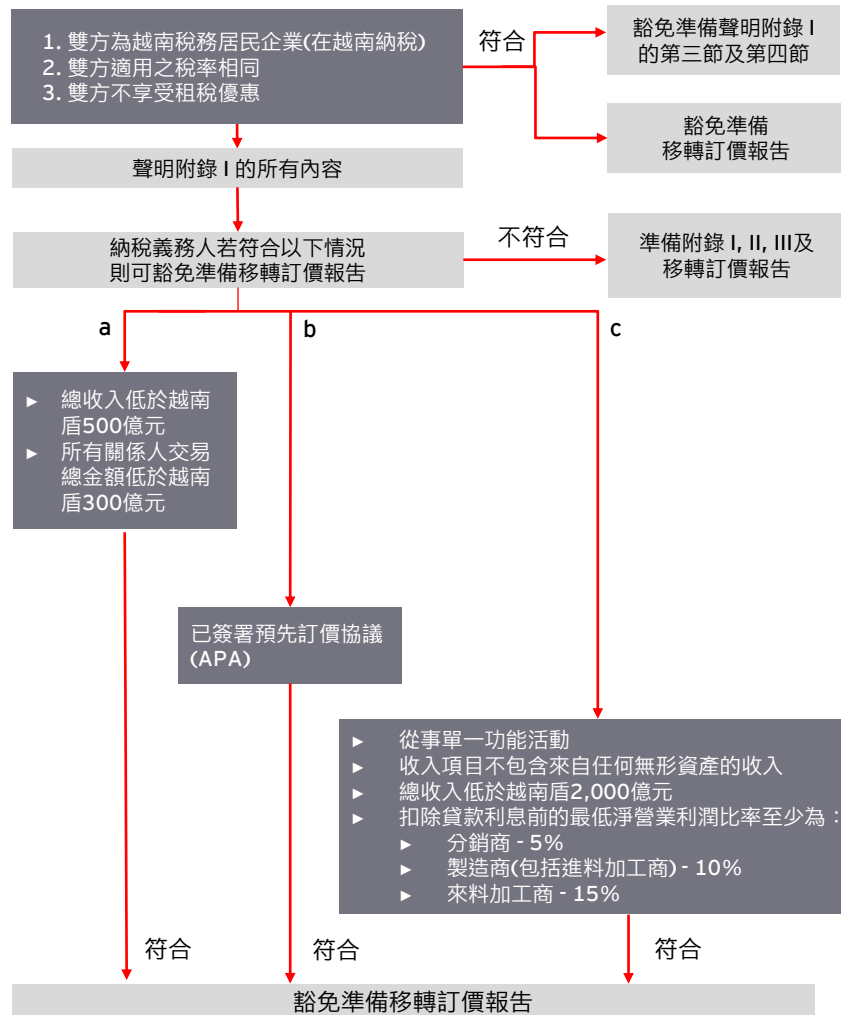 1. 雙方為越南稅務居民企業(在越南納稅)
2. 雙方適用之稅率相同
3. 雙方不享受租稅優惠
符合
豁免準備聲明附錄 I
的第三節及第四節
豁免準備
移轉訂價報告
聲明附錄 I 的所有內容
納稅義務人若符合以下情況
則可豁免準備移轉訂價報告
不符合
準備附錄 I, II, III及
移轉訂價報告
a
b
c
► 總收入低於越南
盾500億元
► 所有關係人交易
總金額低於越南
盾300億元
已簽署預先訂價協議
(APA)
► 從事單一功能活動
► 收入項目不包含來自任何無形資產的收入
► 總收入低於越南盾2,000億元
► 扣除貸款利息前的最低淨營業利潤比率至少為：
► 分銷商 - 5%
► 製造商(包括進料加工商) - 10%
► 來料加工商 - 15%
符合
符合
符合
豁免準備移轉訂價報告